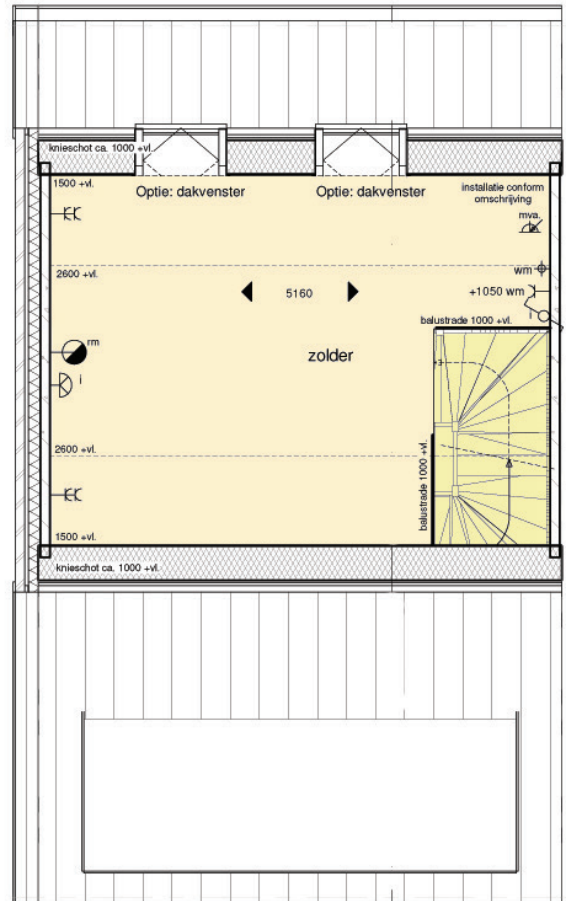 knieschot ca. 1000 +vl.
1500 +vl.
Optie: dakvenster
Optie: dakvenster
installatie conform
omschrijving
mva.
2600 +vl.
wm
5160
+1050 wm
i
balustrade 1000 +vl.
rm
zolder
i
2600 +vl.
balustrade 1000 +vl.
1500 +vl.
knieschot ca. 1000 +vl.